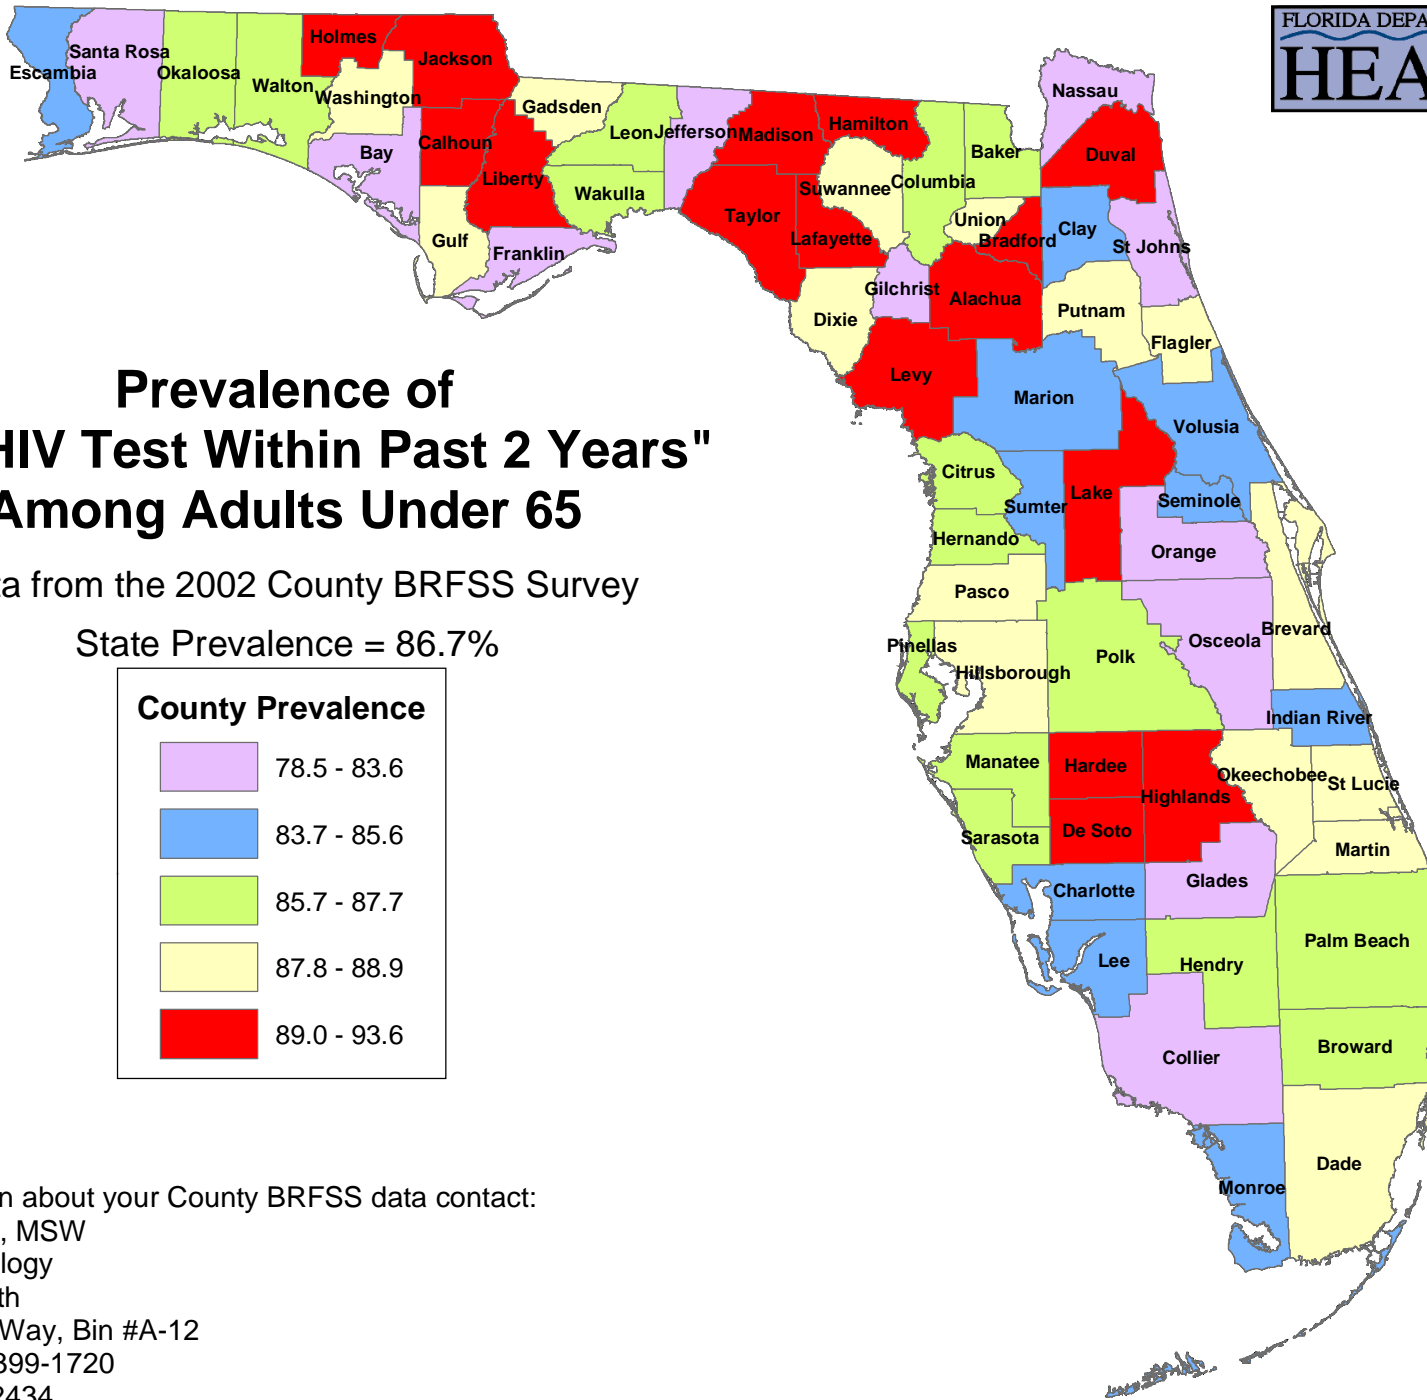 FLORIDA DEPA
HEA
Prevalence of
HIV Test Within Past 2 Years"
Among Adults Under 65
ta from the 2002 County BRFSS Survey
State Prevalence = 86.7%
County Prevalence
78.5 - 83.6
83.7 - 85.6
85.7 - 87.7
87.8 - 88.9
89.0 - 93.6
Escambia
Santa Rosa
Okaloosa
Walton
Holmes
Washington
Jackson
Bay
Calhoun
Gulf
Liberty
Gadsden
Franklin
Leon
Wakulla
Jefferson
Madison
Taylor
Hamilton
Suwannee
Lafayette
Dixie
Columbia
Gilchrist
Levy
Baker
Union
Bradford
Alachua
Nassau
Duval
Clay
St Johns
Putnam
Flagler
Marion
Volusia
Citrus
Sumter
Lake
Seminole
Hernando
Orange
Pasco
Pinellas
Hillsborough
Polk
Osceola
Brevard
Indian River
Manatee
Hardee
Highlands
Okeechobee
St Lucie
Sarasota
De Soto
Martin
Charlotte
Glades
Lee
Hendry
Palm Beach
Collier
Broward
Monroe
Dade
n about your County BRFSS data contact:
, MSW
logy
th
Way, Bin #A-12
399-1720
2434